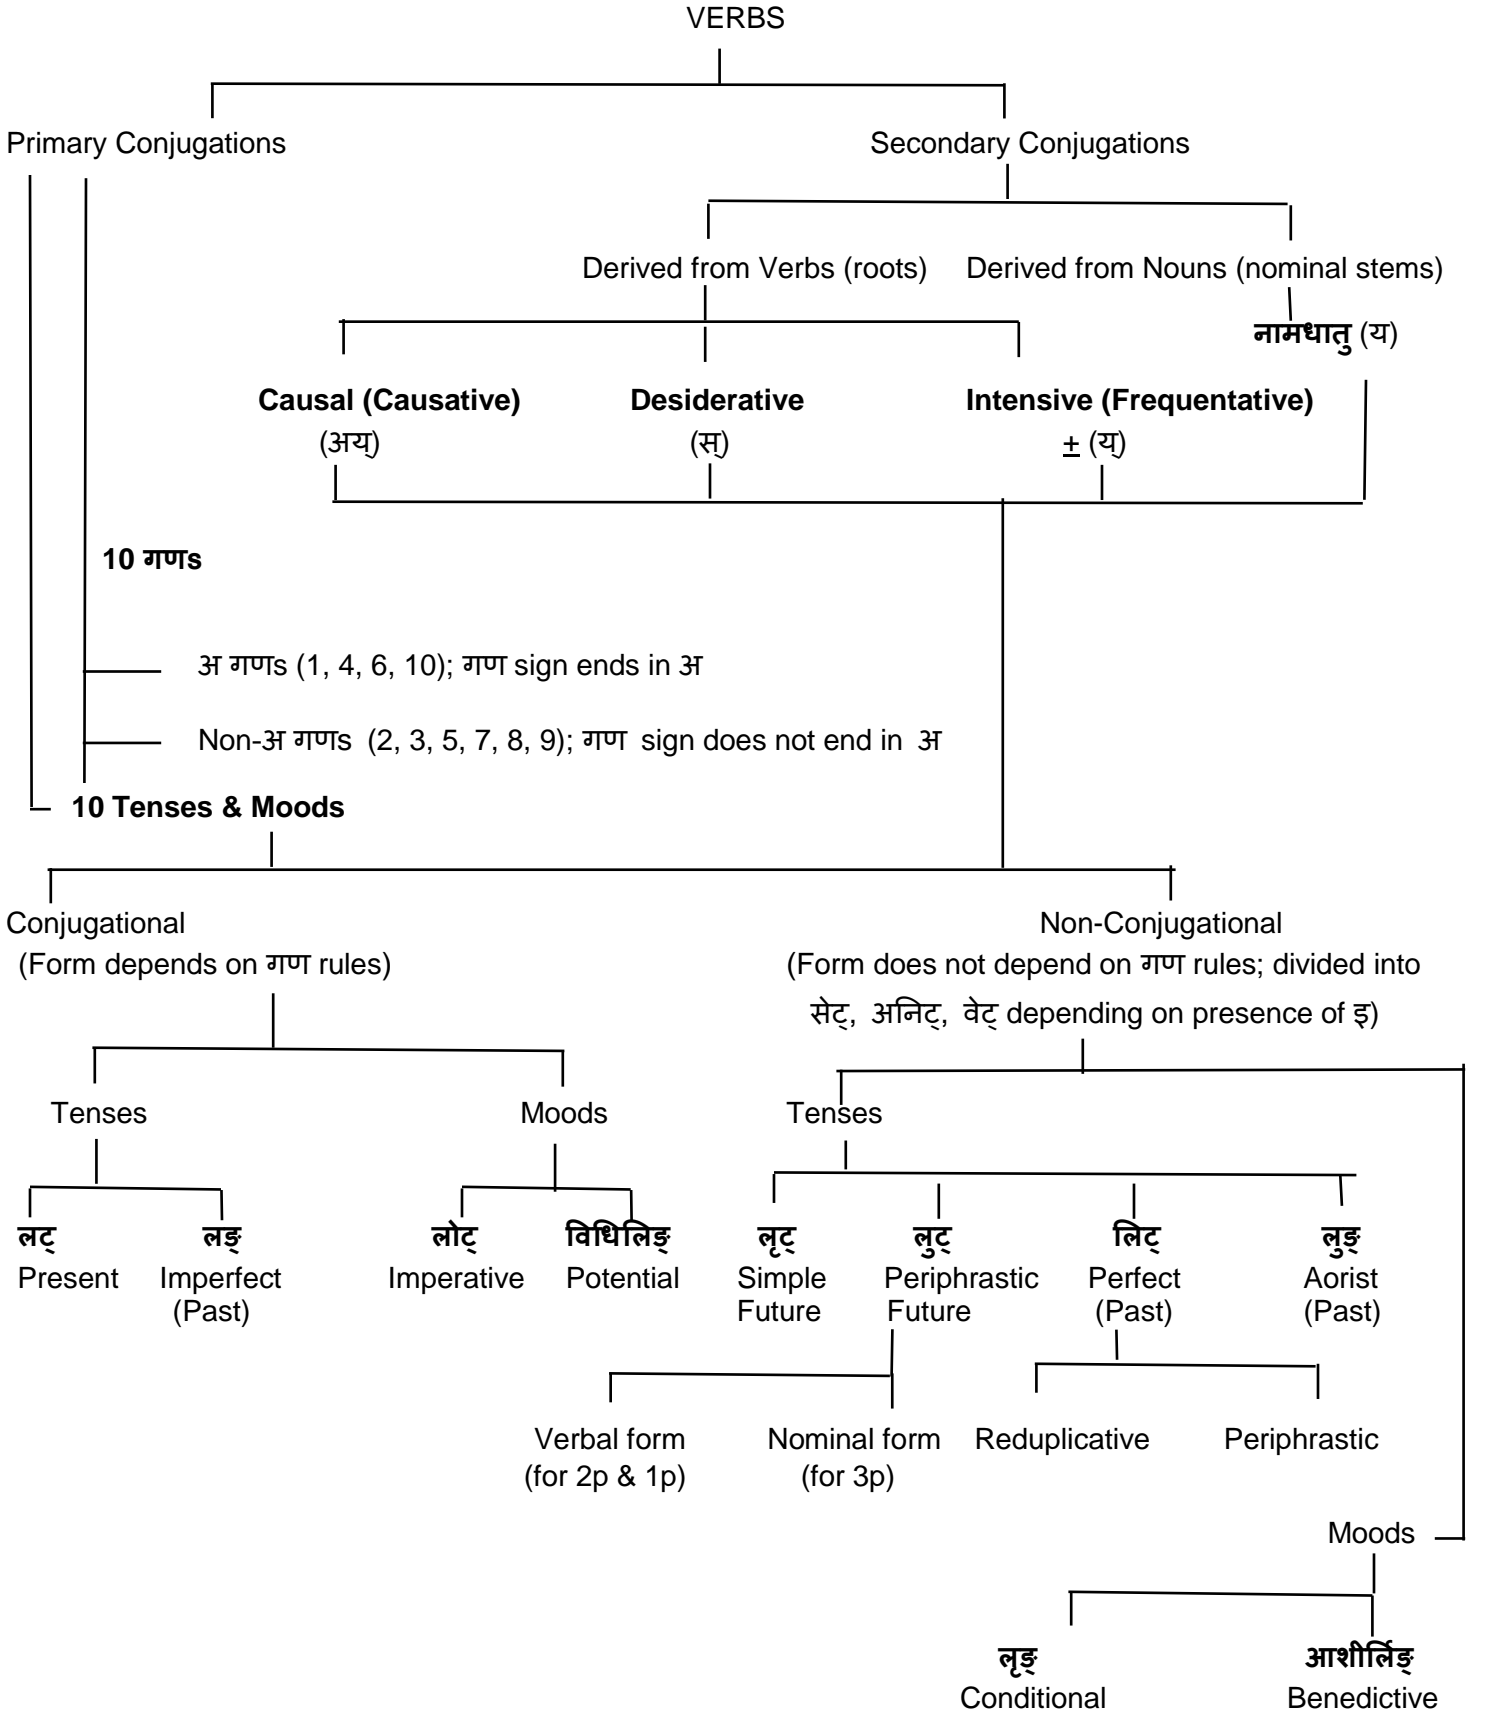 VERBS
Primary Conjugations
Secondary Conjugations
Derived from Verbs (roots)
Derived from Nouns (nominal stems)
नामधातु (य)
Causal (Causative)
Desiderative
Intensive (Frequentative)
(अय्)
(स्)
± (य्)
10 गणs
अ गणs (1, 4, 6, 10); गण sign ends in अ
Non-अ गणs (2, 3, 5, 7, 8, 9); गण sign does not end in अ
10 Tenses & Moods
Conjugational
(Form depends on गण rules)
Non-Conjugational
(Form does not depend on गण rules; divided into
सेट्, अनिट्, वेट् depending on presence of इ)
Tenses
Moods
Tenses
लट्
Present
लङ्
Imperfect
(Past)
लोट्
Imperative
विधिलिङ्
Potential
लृट्
Simple
Future
लुट्
Periphrastic
Future
लिट्
Perfect
(Past)
लुङ्
Aorist
(Past)
Verbal form
(for 2p & 1p)
Nominal form
(for 3p)
Reduplicative
Periphrastic
Moods
लृङ्
Conditional
आशीर्लिङ्
Benedictive